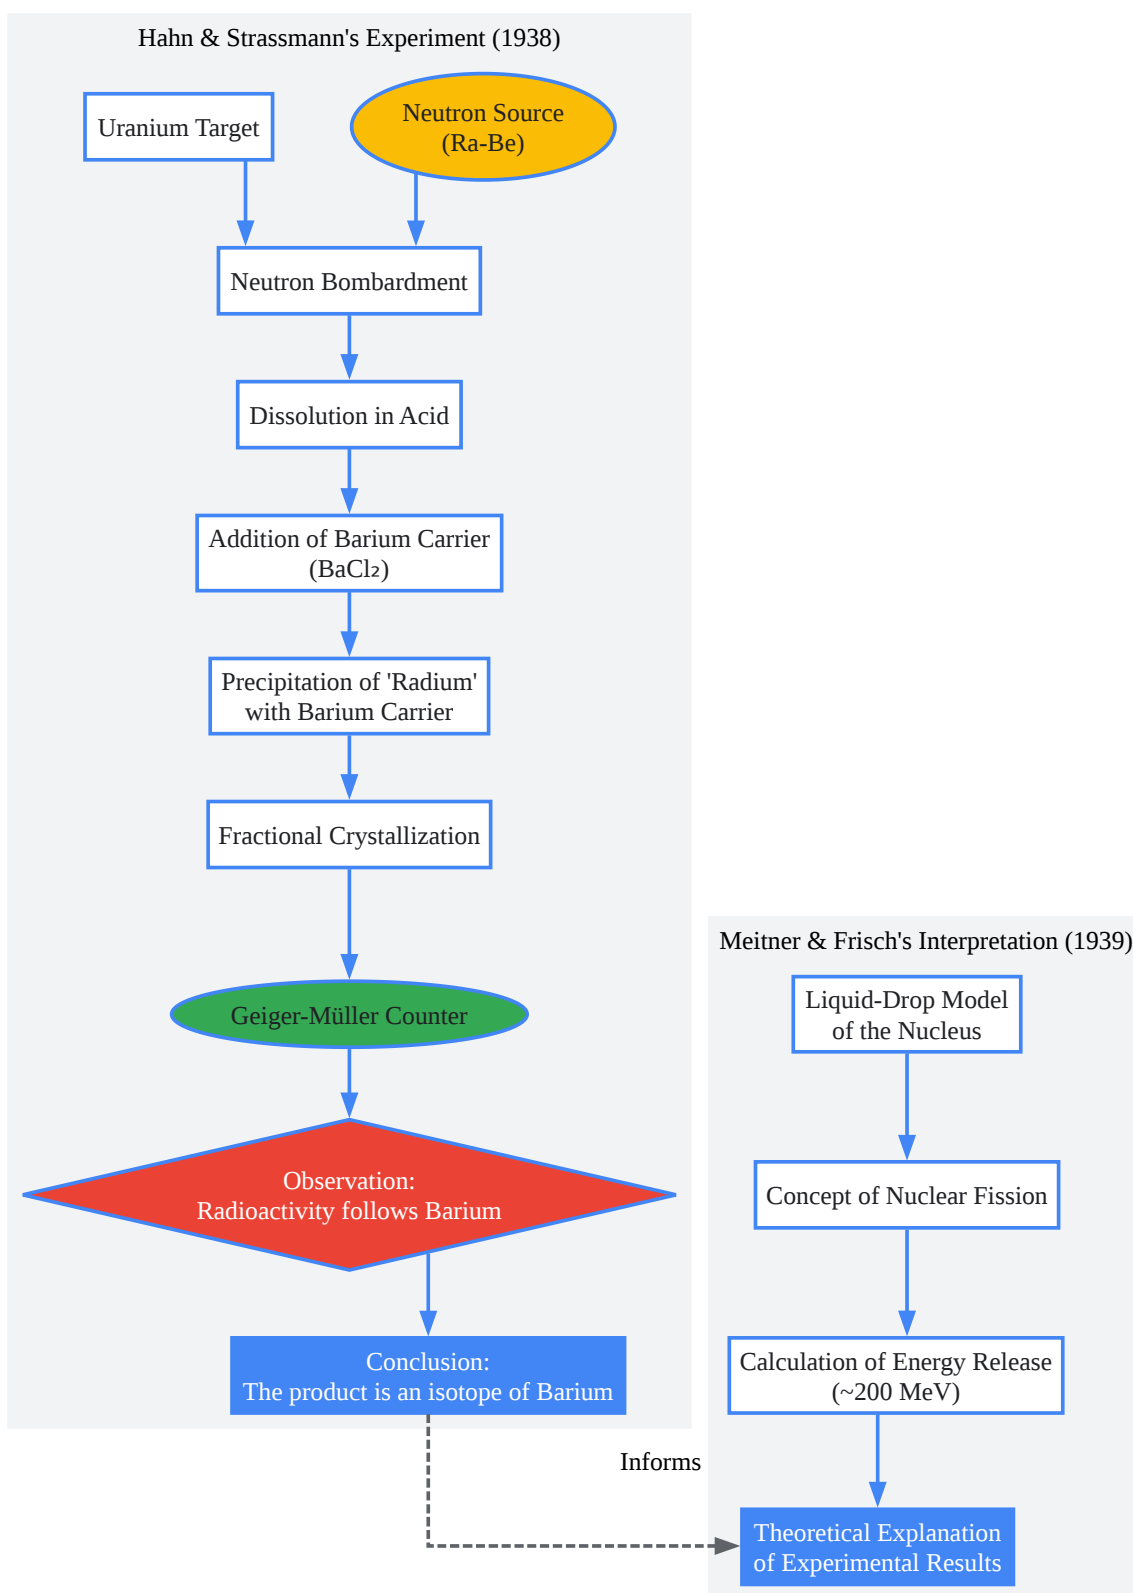 Hahn & Strassmann's Experiment (1938)
Uranium Target
Neutron Source
(Ra-Be)
Neutron Bombardment
Dissolution in Acid
Addition of Barium Carrier
(BaCl₂)
Precipitation of 'Radium'
with Barium Carrier
Fractional Crystallization
Geiger-Müller Counter
Observation:
Radioactivity follows Barium
Conclusion:
The product is an isotope of Barium
Informs
Meitner & Frisch's Interpretation (1939)
Liquid-Drop Model
of the Nucleus
Concept of Nuclear Fission
Calculation of Energy Release
(~200 MeV)
Theoretical Explanation
of Experimental Results